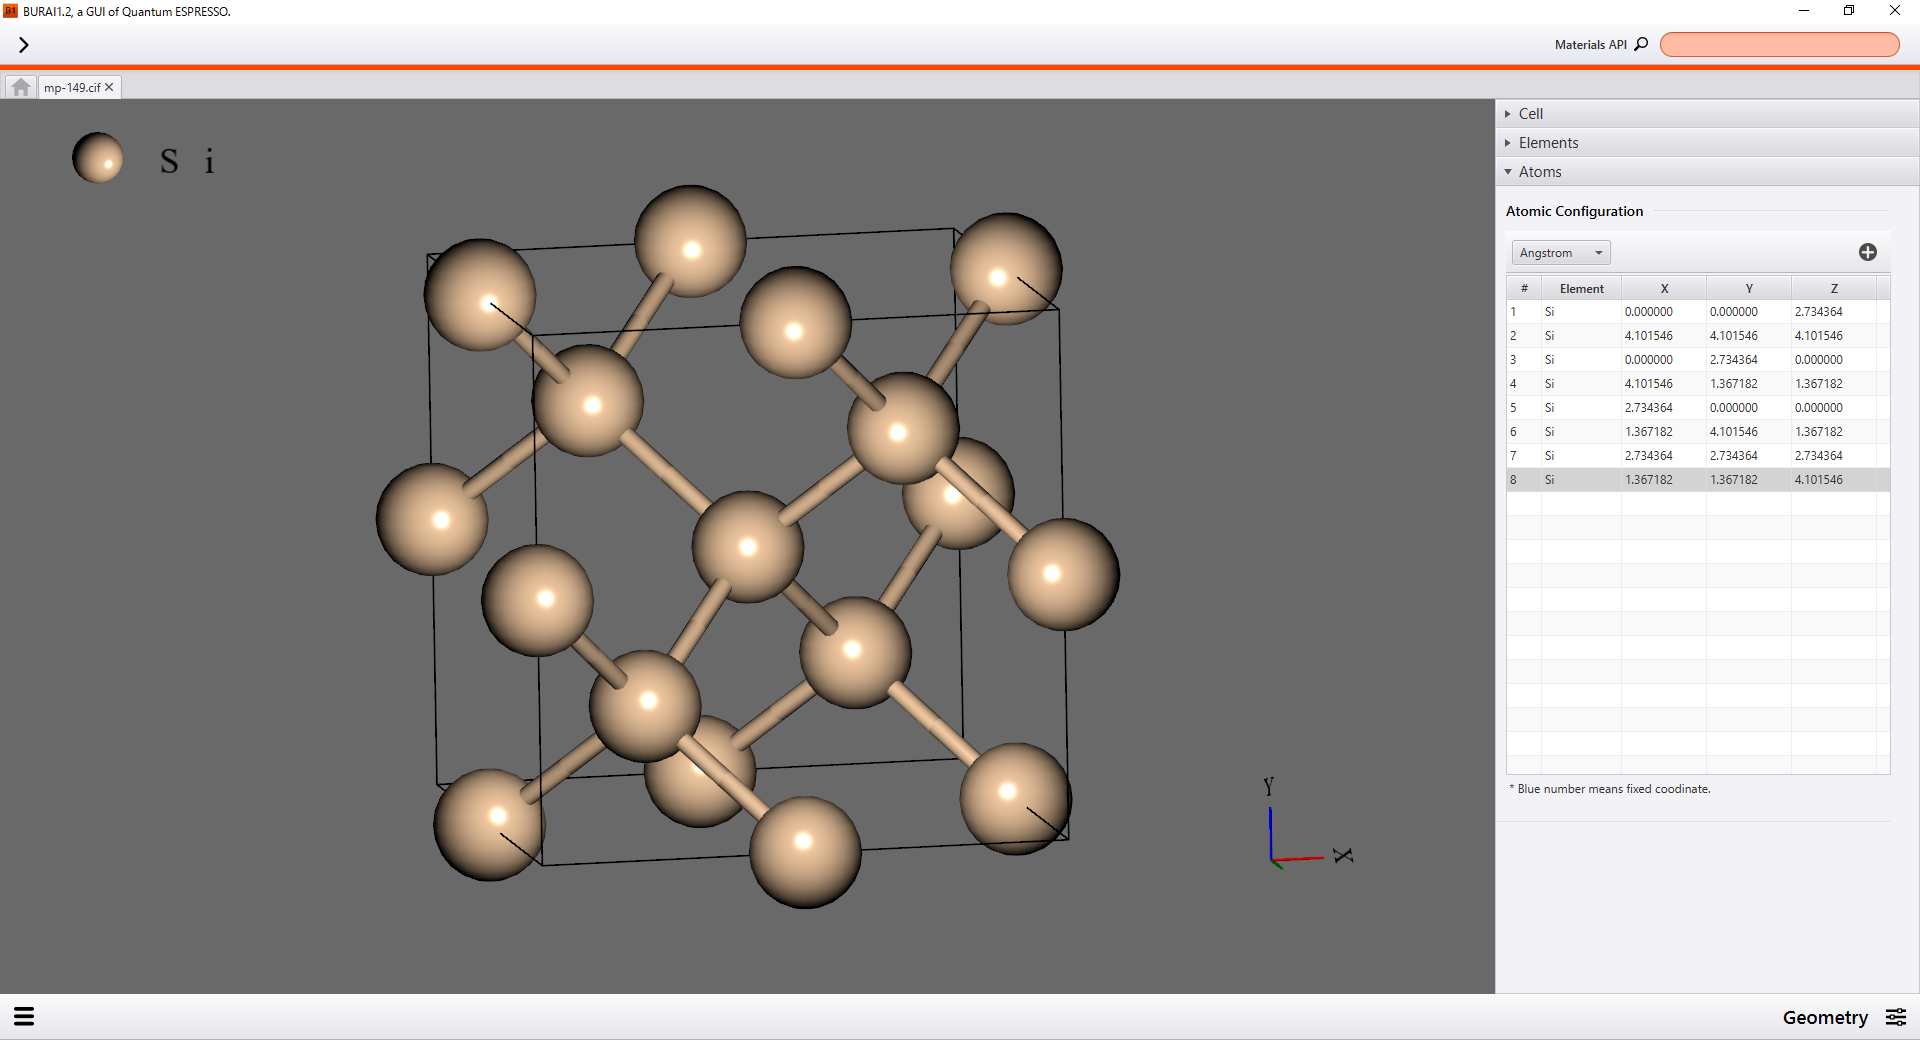 BURAI1.2, a GUI of Quantum ESPRESSO.
Materials API
mp-149.cif
S i
Cell
Elements
Atoms
Atomic Configuration
Angstrom
# Element X Y Z
1 Si 0.000000 0.000000 2.734364
2 Si 4.101546 4.101546 4.101546
3 Si 0.000000 2.734364 0.000000
4 Si 4.101546 1.367182 1.367182
5 Si 2.734364 0.000000 0.000000
6 Si 1.367182 4.101546 1.367182
7 Si 2.734364 2.734364 2.734364
8 Si 1.367182 1.367182 4.101546
* Blue number means fixed coodinate.
Y
X
Geometry